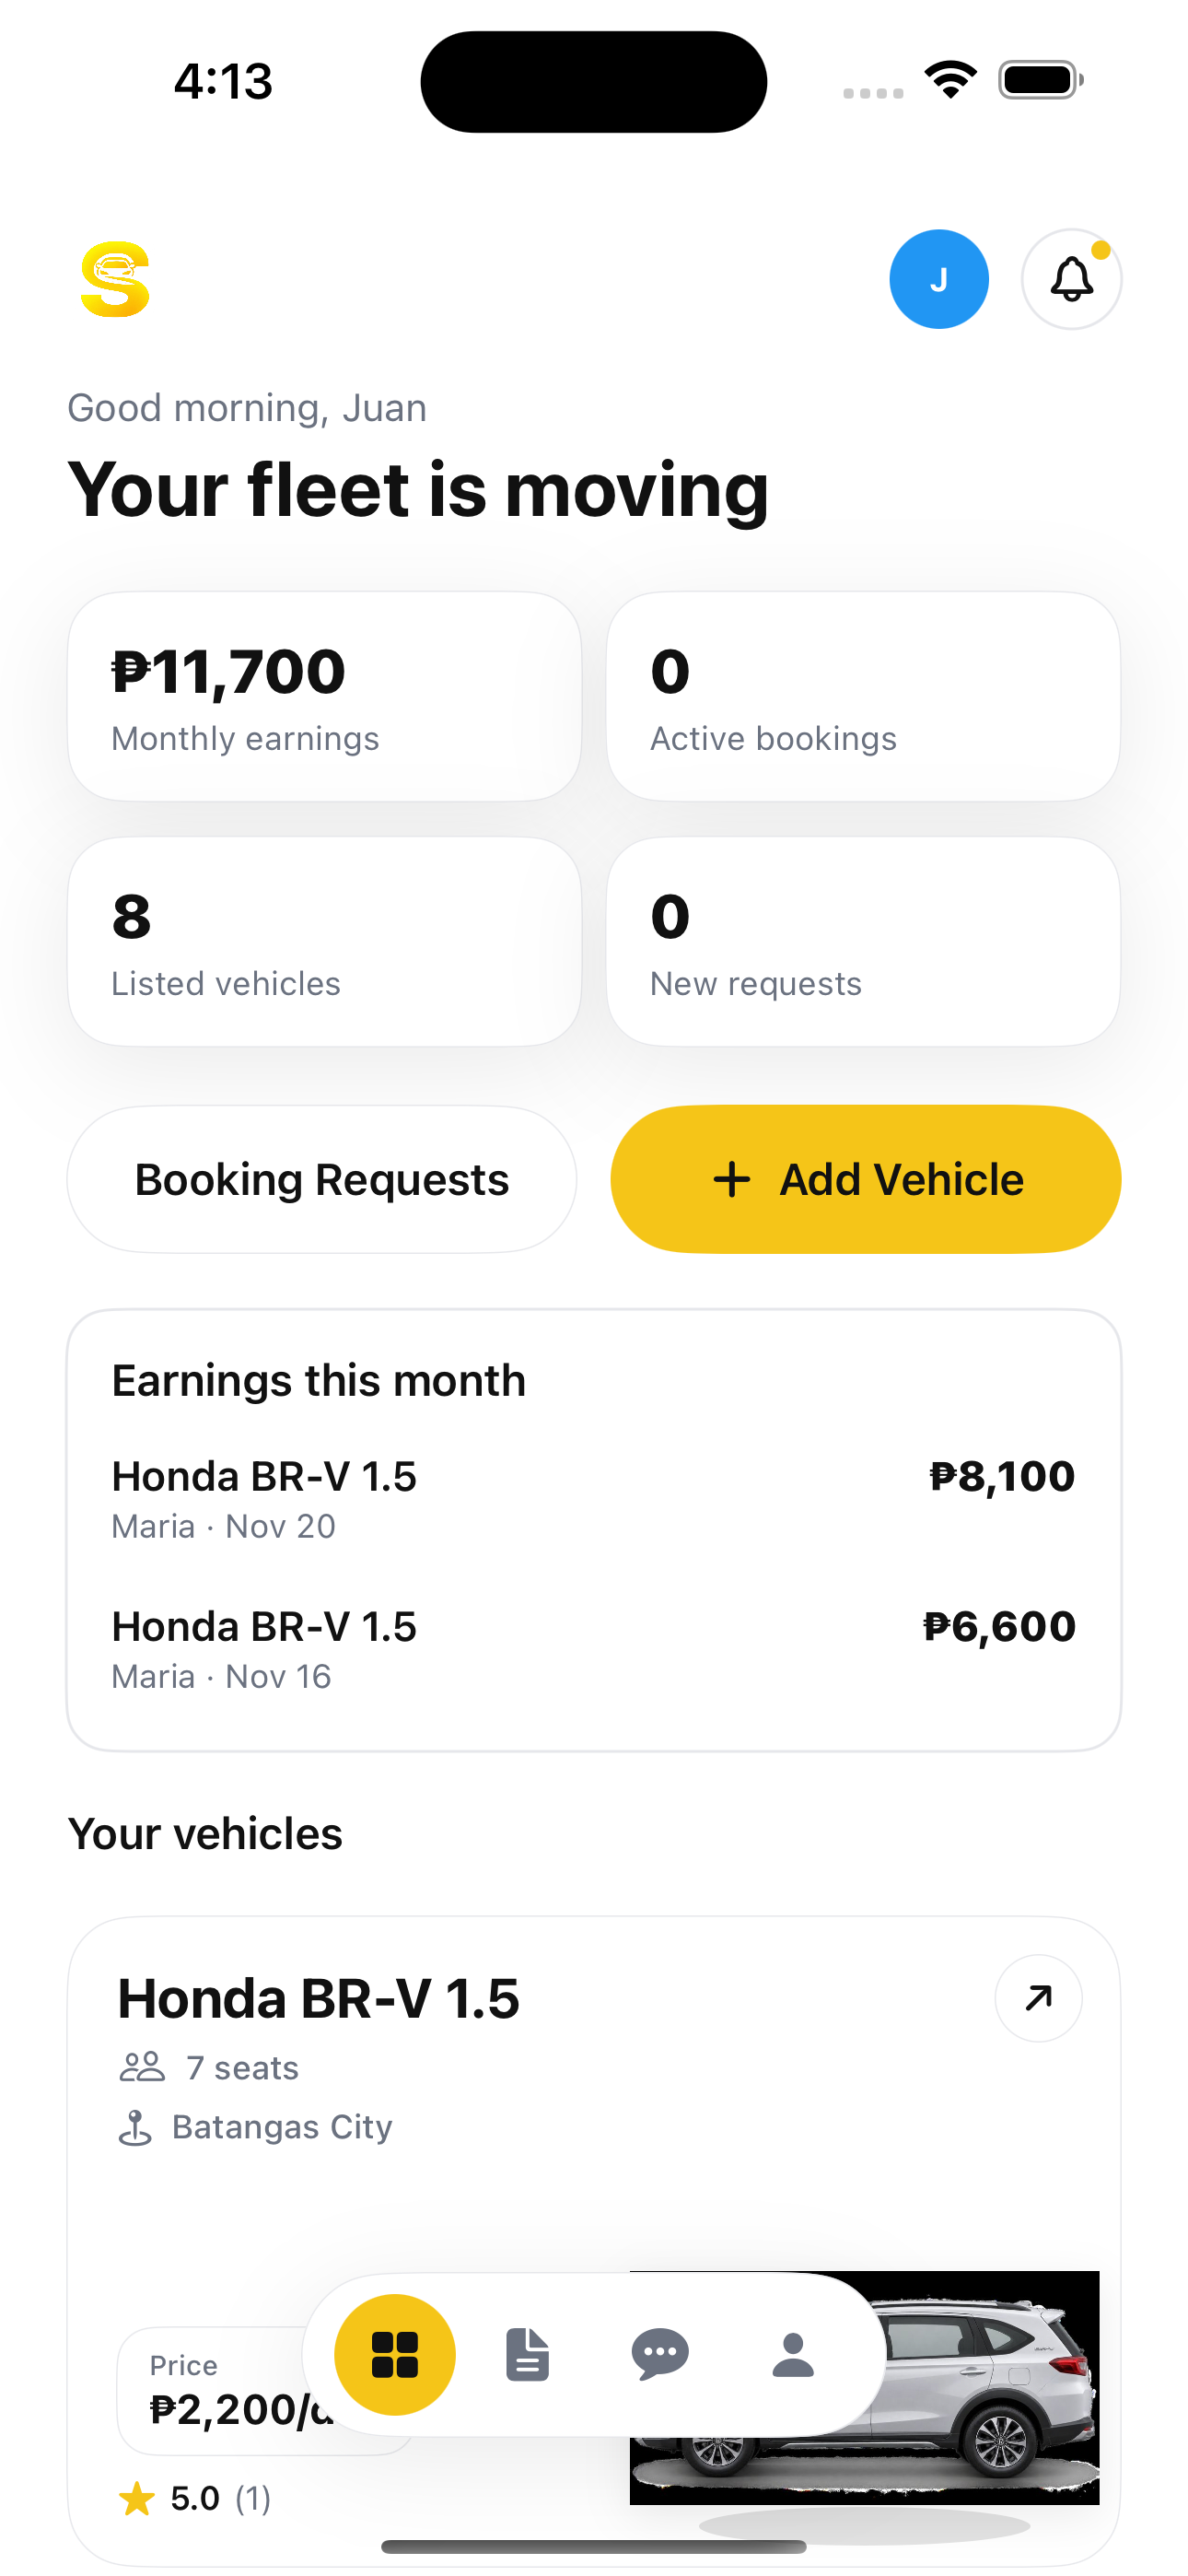 4:13
S
J
Good morning, Juan
Your fleet is moving
₱11,700
Monthly earnings
0
Active bookings
8
Listed vehicles
0
New requests
Booking Requests
+ Add Vehicle
Earnings this month
Honda BR-V 1.5
₱8,100
Maria · Nov 20
Honda BR-V 1.5
₱6,600
Maria · Nov 16
Your vehicles
Honda BR-V 1.5
7 seats
Batangas City
Price
₱2,200/d
5.0 (1)